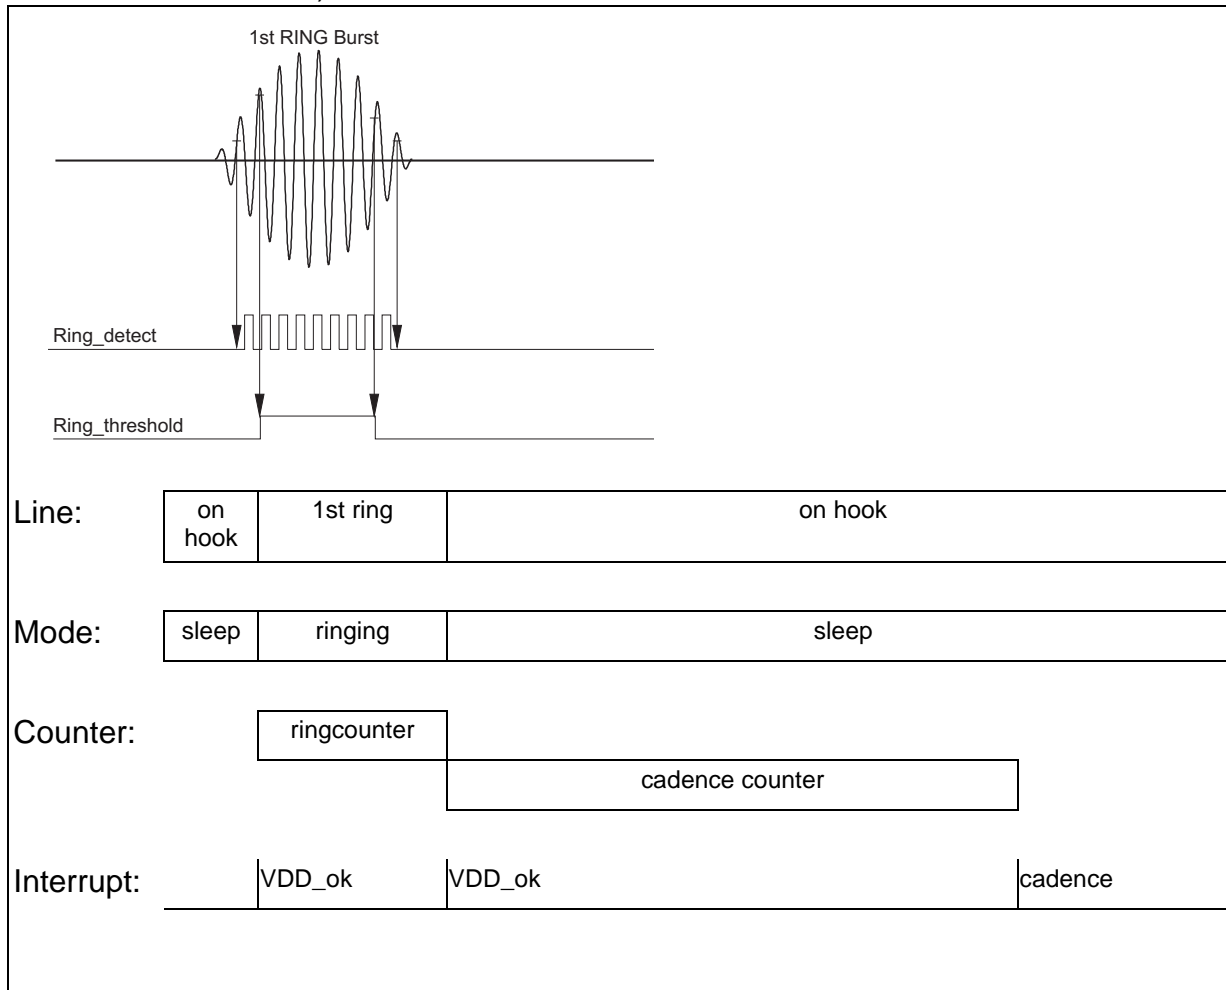 1st RING Burst
Ring_detect
Ring_threshold
Line:
on
hook
1st ring
on hook
Mode:
sleep
ringing
sleep
Counter:
ringcounter
cadence counter
Interrupt:
VDD_ok
VDD_ok
cadence